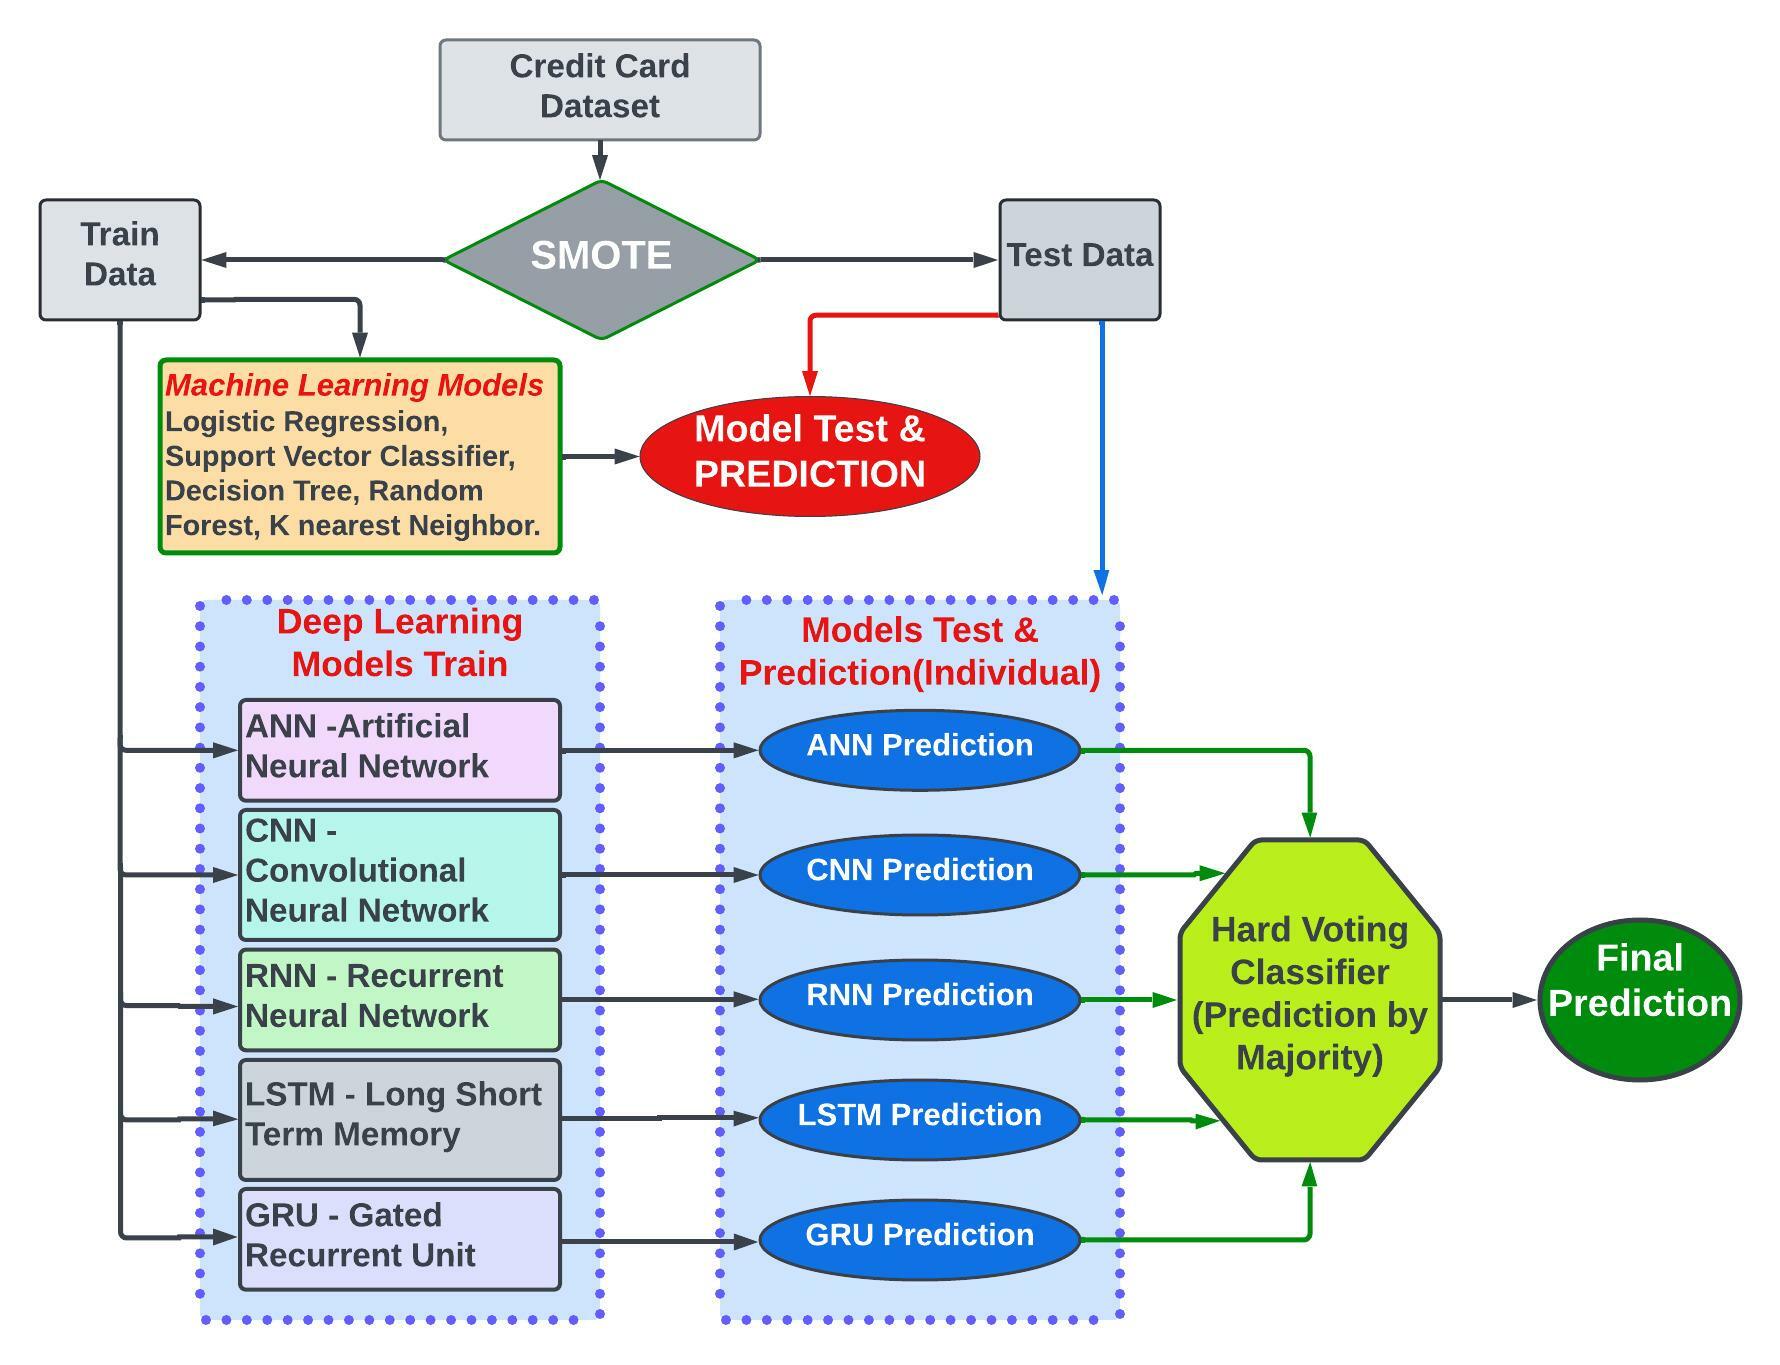 Credit Card
Dataset
Train
Data
SMOTE
Test Data
Machine Learning Models
Logistic Regression,
Support Vector Classifier,
Decision Tree, Random
Forest, K nearest Neighbor.
Model Test &
PREDICTION
Deep Learning
Models Train
ANN -Artificial
Neural Network
CNN -
Convolutional
Neural Network
RNN - Recurrent
Neural Network
LSTM - Long Short
Term Memory
GRU - Gated
Recurrent Unit
Models Test &
Prediction(Individual)
ANN Prediction
CNN Prediction
RNN Prediction
LSTM Prediction
GRU Prediction
Hard Voting
Classifier
(Prediction by
Majority)
Final
Prediction